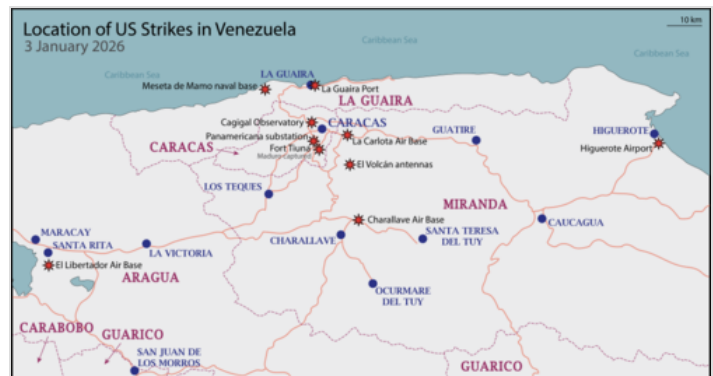 Location of US Strikes in Venezuela
3 January 2026
10 km
Caribbean Sea
Caribbean Sea
Caribbean Sea
LA GUAIRA
Meseta de Mamo naval base
La Guaira Port
LA GUAIRA
Cagigal Observatory
CARACAS
Panamericana substation
La Carlota Air Base
GUATIRE
HIGUEROTE
Higuerote Airport
CARACAS
Fort Tiuna
Maduro captured
El Volcán antennas
LOS TEQUES
MIRANDA
Charallave Air Base
CAUCAGUA
MARACAY
SANTA RITA
LA VICTORIA
CHARALLAVE
SANTA TERESA
DEL TUY
El Libertador Air Base
ARAGUA
OCURMARE
DEL TUY
CARABOBO
GUARICO
SAN JUAN DE
LOS MORROS
GUARICO